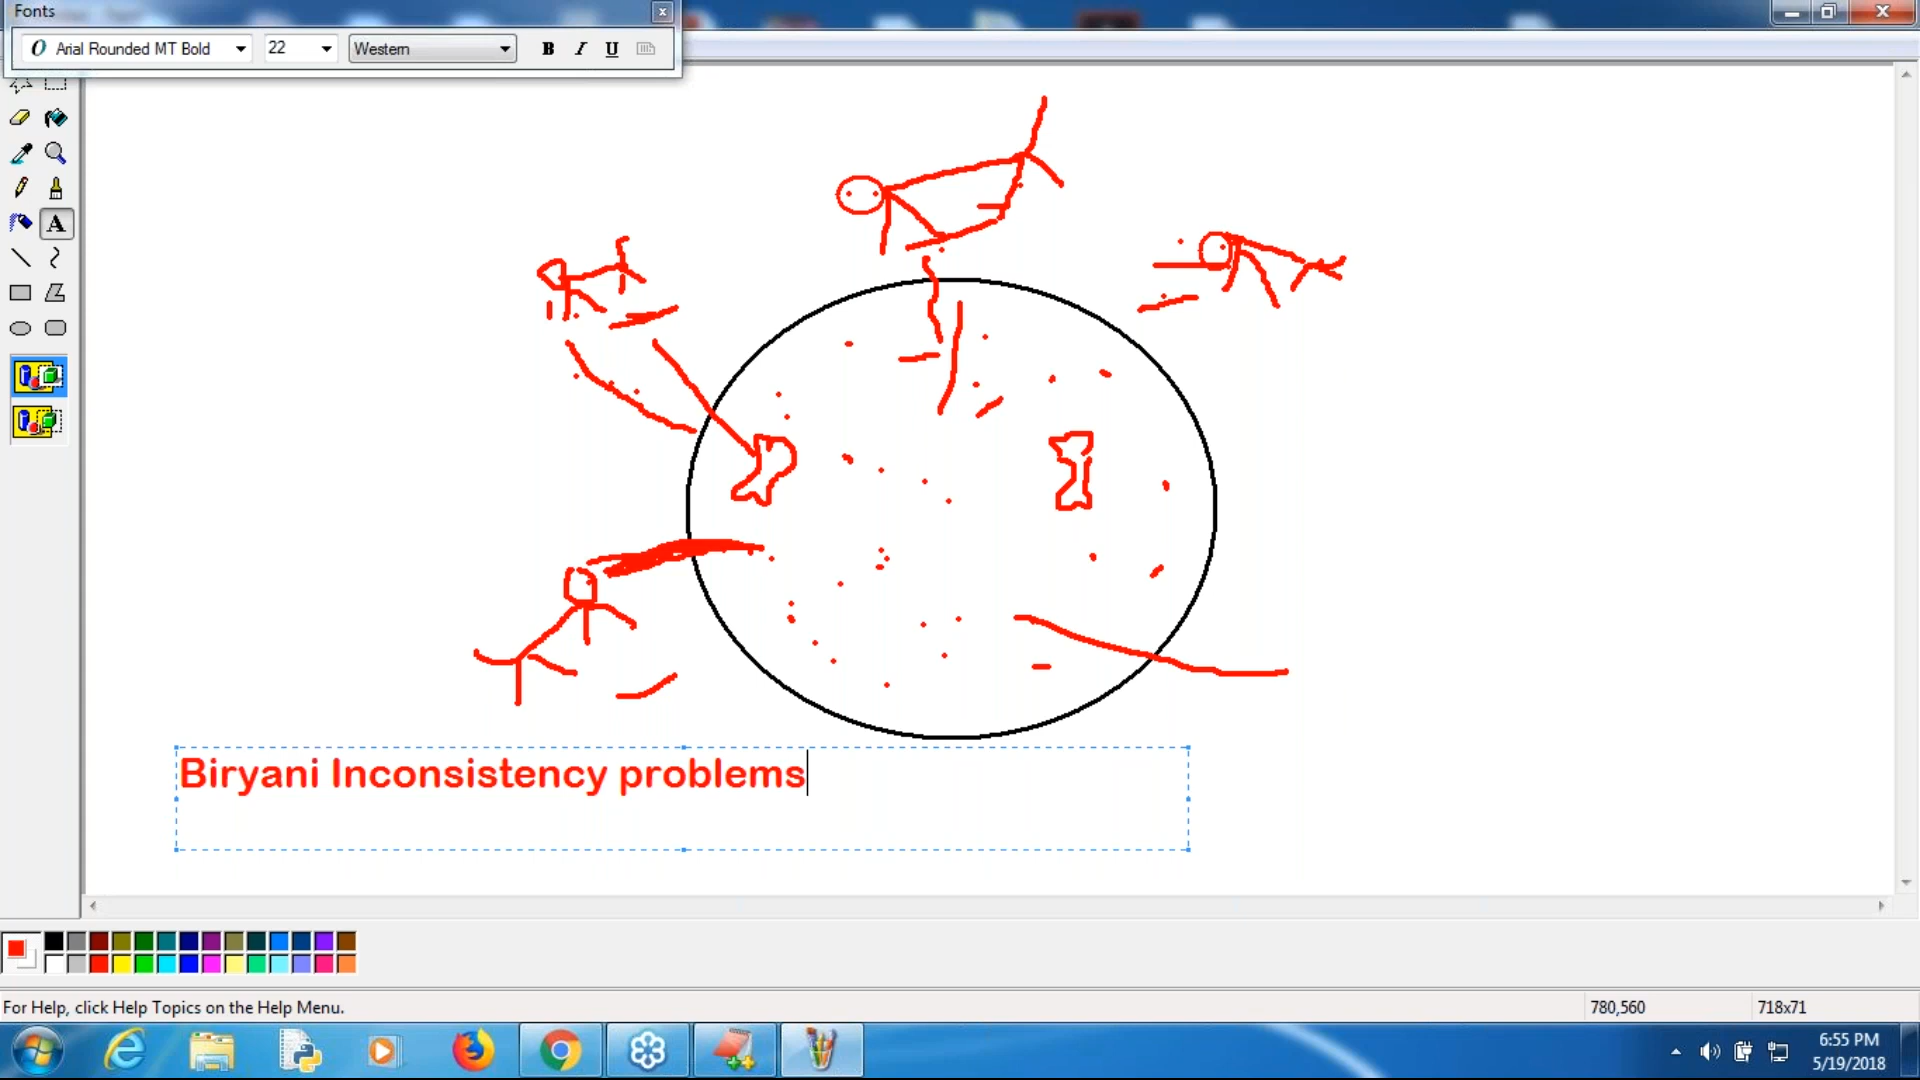 Fonts
Arial Rounded MT Bold 22 Western B I U
A
Biryani Inconsistency problems
For Help, click Help Topics on the Help Menu. 780,560 718x71
6:55 PM
5/19/2018